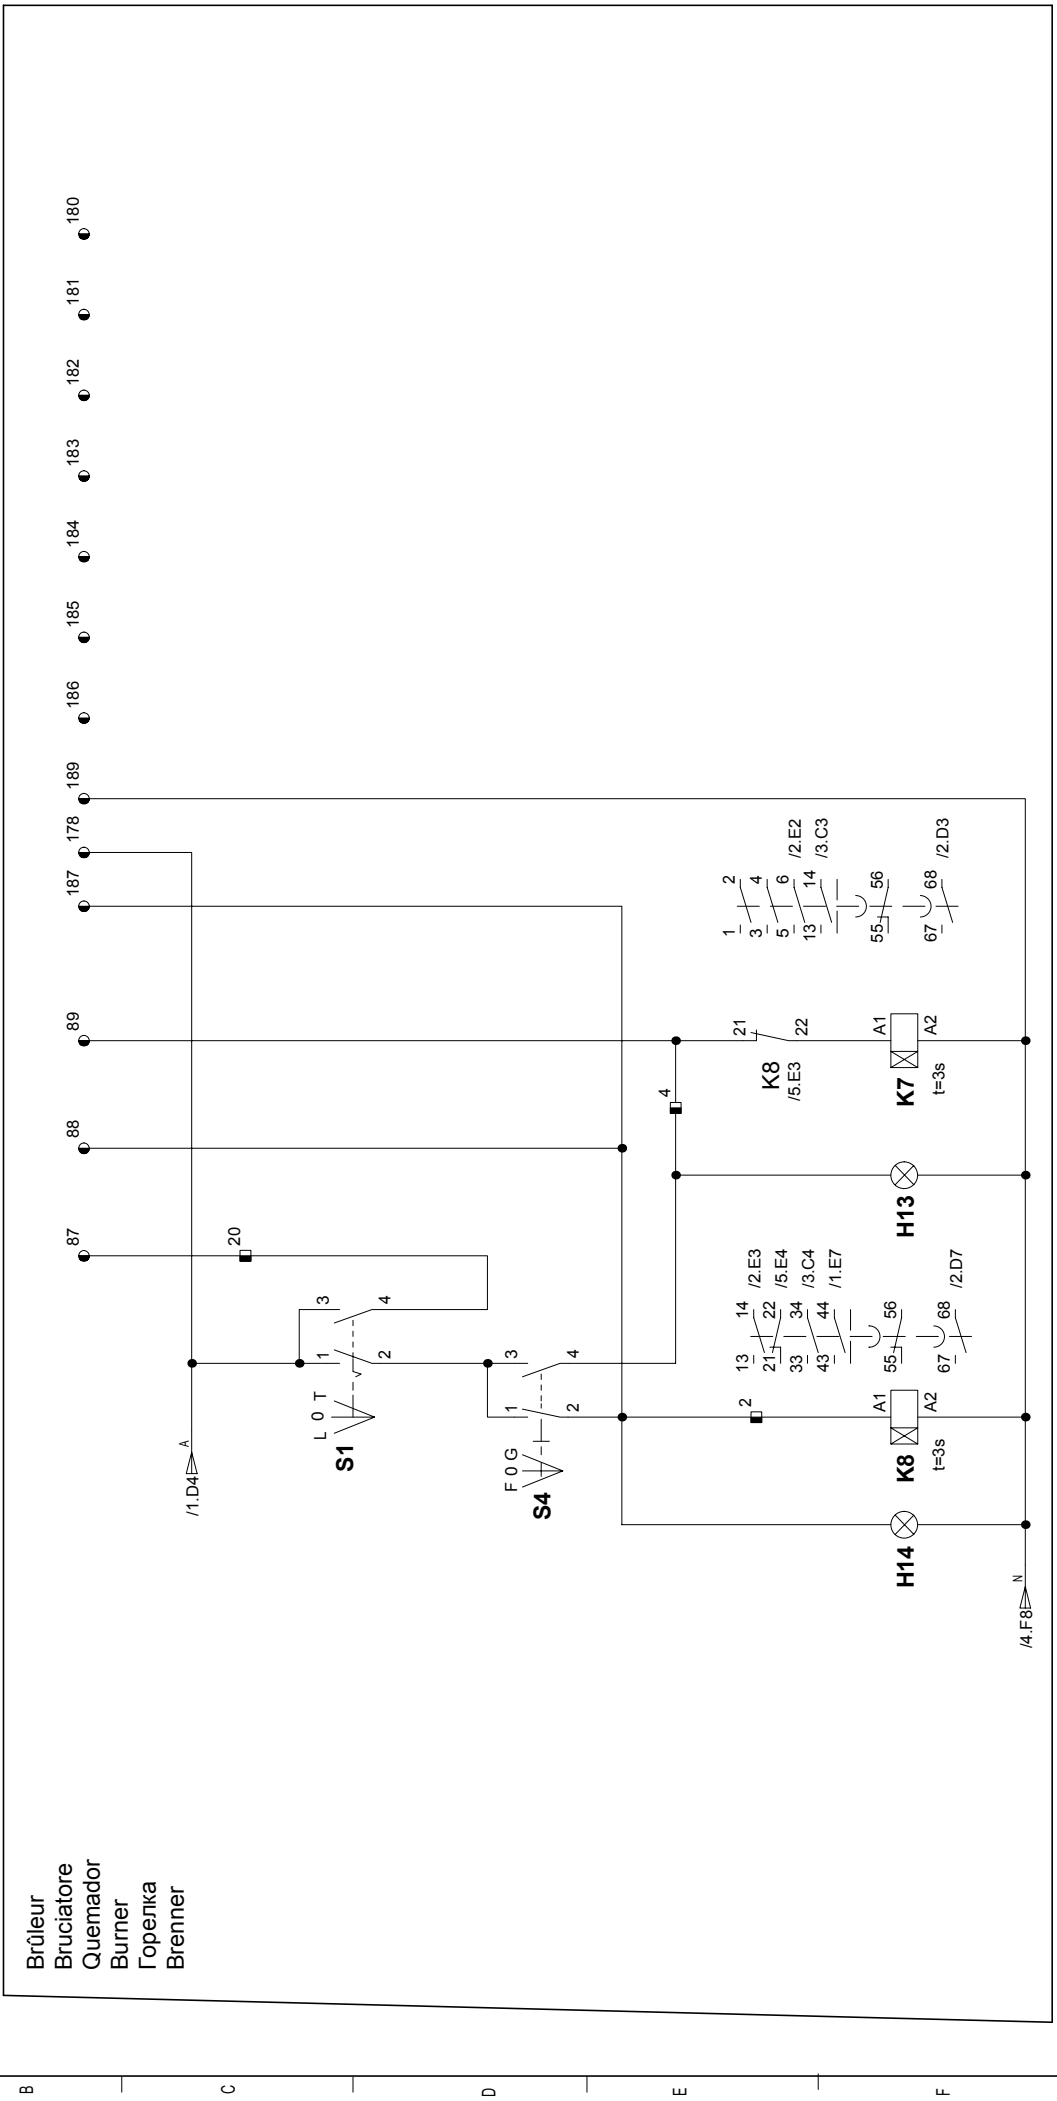 Brûleur
Bruciatore
Quemador
Burner
Горелка
Brenner
87
88
89
187
178
189
186
185
184
183
182
181
180
/1.D4
A
20
L 0 T
S1
1
2
3
4
F 0 G
S4
1
2
3
4
2
4
K8
/5.E3
21
22
H14
K8
t=3s
A1
A2
13
14
/2.E3
21
22
/5.E4
33
34
/3.C4
43
44
/1.E7
55
56
67
68
/2.D7
H13
K7
t=3s
A1
A2
1
2
3
4
5
6
/2.E2
13
14
/3.C3
55
56
67
68
/2.D3
/4.F8
N
B
C
D
E
F